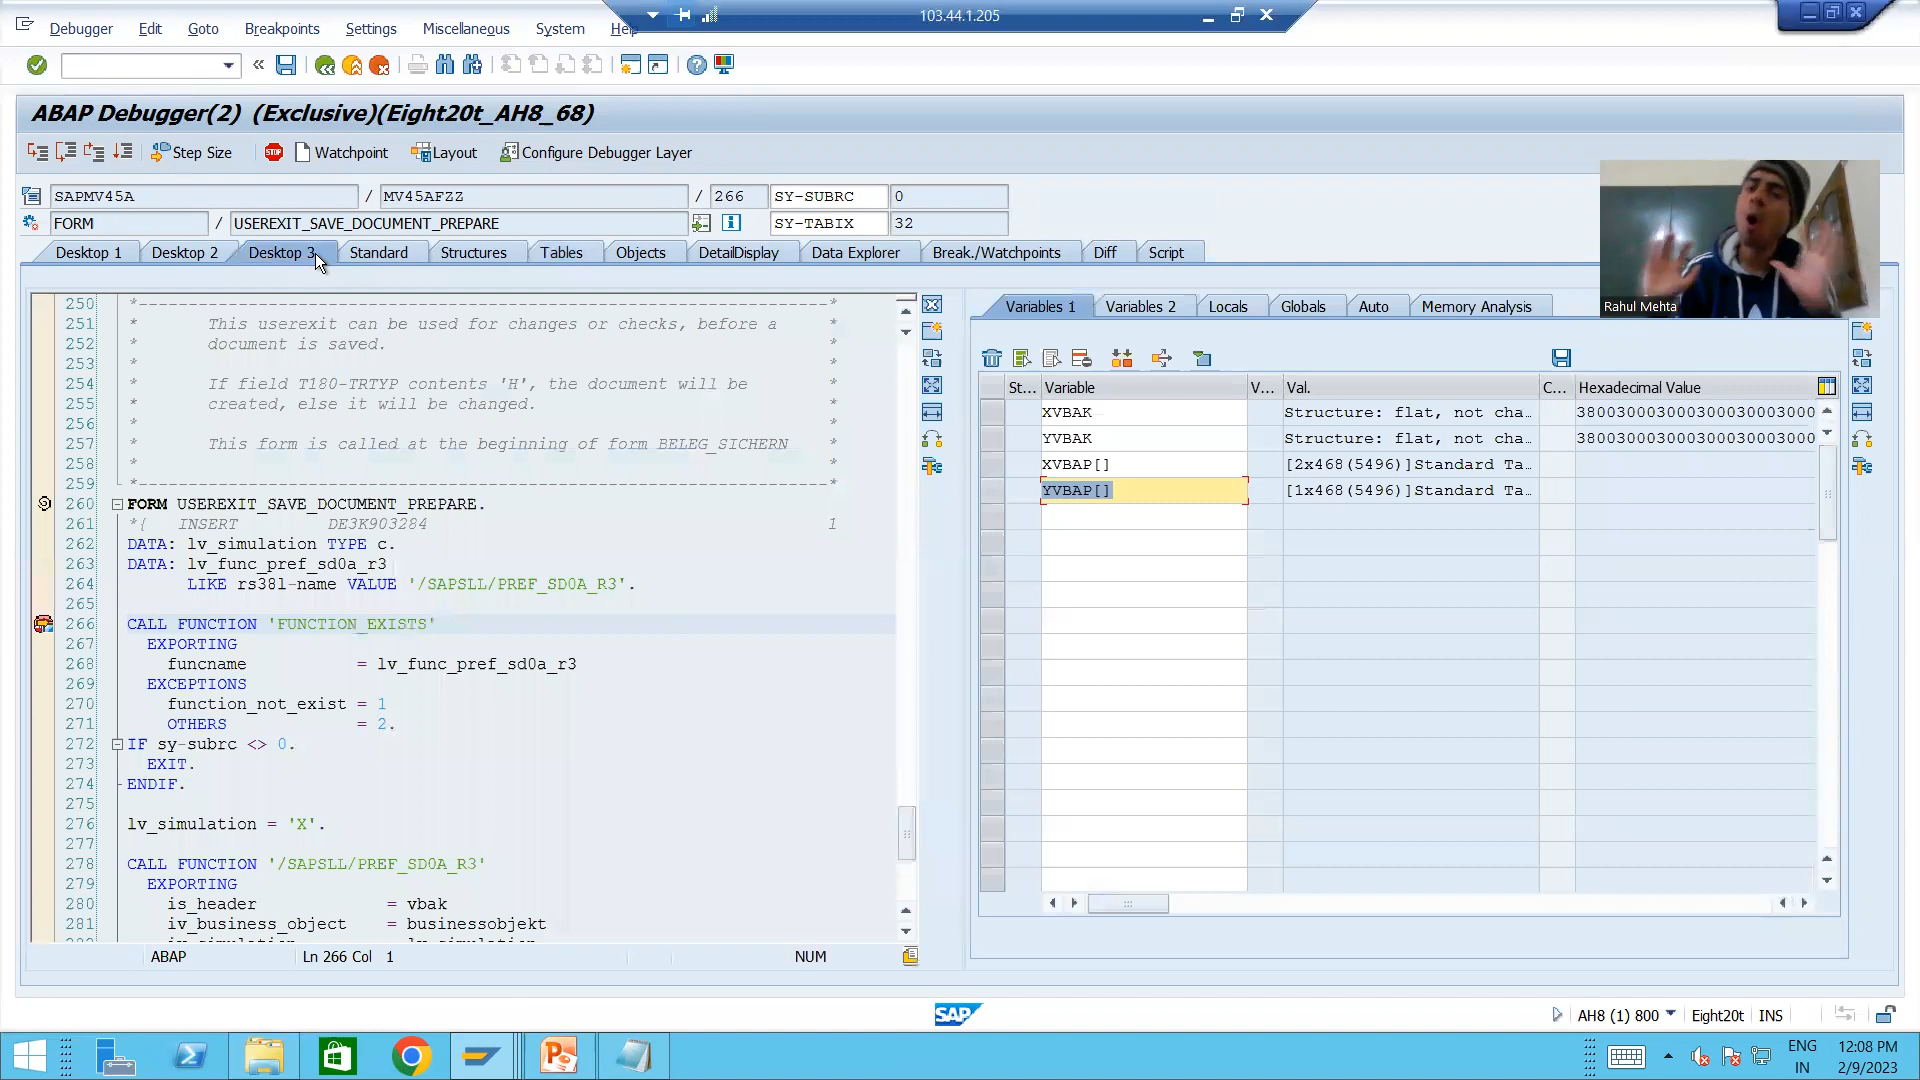 103.44.1.205
Debugger Edit Goto Breakpoints Settings Miscellaneous System Help
ABAP Debugger(2) (Exclusive)(Eight20t_AH8_68)
Step Size STOP Watchpoint Layout Configure Debugger Layer
SAPMV45A / MV45AFZZ / 266 SY-SUBRC 0
FORM / USEREXIT_SAVE_DOCUMENT_PREPARE SY-TABIX 32
Desktop 1 Desktop 2 Desktop 3 Standard Structures Tables Objects DetailDisplay Data Explorer Break./Watchpoints Diff Script
250 *---------------------------------------------------------------------*
251 * This userexit can be used for changes or checks, before a *
252 * document is saved. *
253 * *
254 * If field T180-TRTYP contents 'H', the document will be *
255 * created, else it will be changed. *
256 * *
257 * This form is called at the beginning of form BELEG_SICHERN *
258 * *
259 *---------------------------------------------------------------------*
260 FORM USEREXIT_SAVE_DOCUMENT_PREPARE.
261 *{ INSERT DE3K903284 1
262 DATA: lv_simulation TYPE c.
263 DATA: lv_func_pref_sd0a_r3
264 LIKE rs38l-name VALUE '/SAPSLL/PREF_SD0A_R3'.
265
266 CALL FUNCTION 'FUNCTION_EXISTS'
267 EXPORTING
268 funcname = lv_func_pref_sd0a_r3
269 EXCEPTIONS
270 function_not_exist = 1
271 OTHERS = 2.
272 IF sy-subrc <> 0.
273 EXIT.
274 ENDIF.
275
276 lv_simulation = 'X'.
277
278 CALL FUNCTION '/SAPSLL/PREF_SD0A_R3'
279 EXPORTING
280 is_header = vbak
281 iv_business_object = businessobjekt
ABAP Ln 266 Col 1 NUM
Variables 1 Variables 2 Locals Globals Auto Memory Analysis
St... Variable V... Val. C... Hexadecimal Value
XVBAK Structure: flat, not cha… 380030003000300030003000
YVBAK Structure: flat, not cha… 380030003000300030003000
XVBAP[] [2x468(5496)]Standard Ta…
YVBAP[] [1x468(5496)]Standard Ta…
Rahul Mehta
SAP
AH8 (1) 800 Eight20t INS
ENG 12:08 PM
IN 2/9/2023